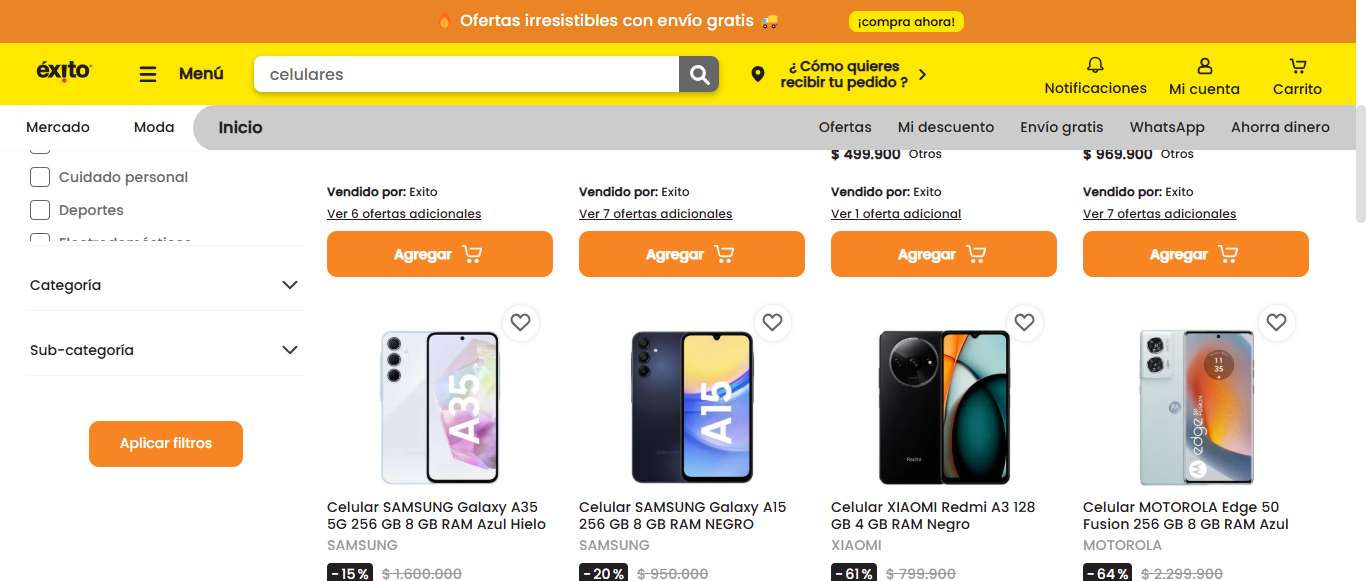 Ofertas irresistibles con envío gratis
¡compra ahora!
éxito
Menú
celulares
¿ Cómo quieres
recibir tu pedido ?
Notificaciones
Mi cuenta
Carrito
Mercado
Moda
Inicio
Ofertas
Mi descuento
Envío gratis
WhatsApp
Ahorra dinero
Cuidado personal
Deportes
Electrodomésticos
Categoría
Sub-categoría
Aplicar filtros
$ 499.900 Otros
$ 969.900 Otros
Vendido por: Exito
Ver 6 ofertas adicionales
Agregar
Vendido por: Exito
Ver 7 ofertas adicionales
Agregar
Vendido por: Exito
Ver 1 oferta adicional
Agregar
Vendido por: Exito
Ver 7 ofertas adicionales
Agregar
A35
Celular SAMSUNG Galaxy A35
5G 256 GB 8 GB RAM Azul Hielo
SAMSUNG
-15% $ 1.600.000
A15
Celular SAMSUNG Galaxy A15
256 GB 8 GB RAM NEGRO
SAMSUNG
-20% $ 950.000
Redmi
Celular XIAOMI Redmi A3 128
GB 4 GB RAM Negro
XIAOMI
-61% $ 799.900
11
35
edge 50
FUSION
Celular MOTOROLA Edge 50
Fusion 256 GB 8 GB RAM Azul
MOTOROLA
-64% $ 2.299.900